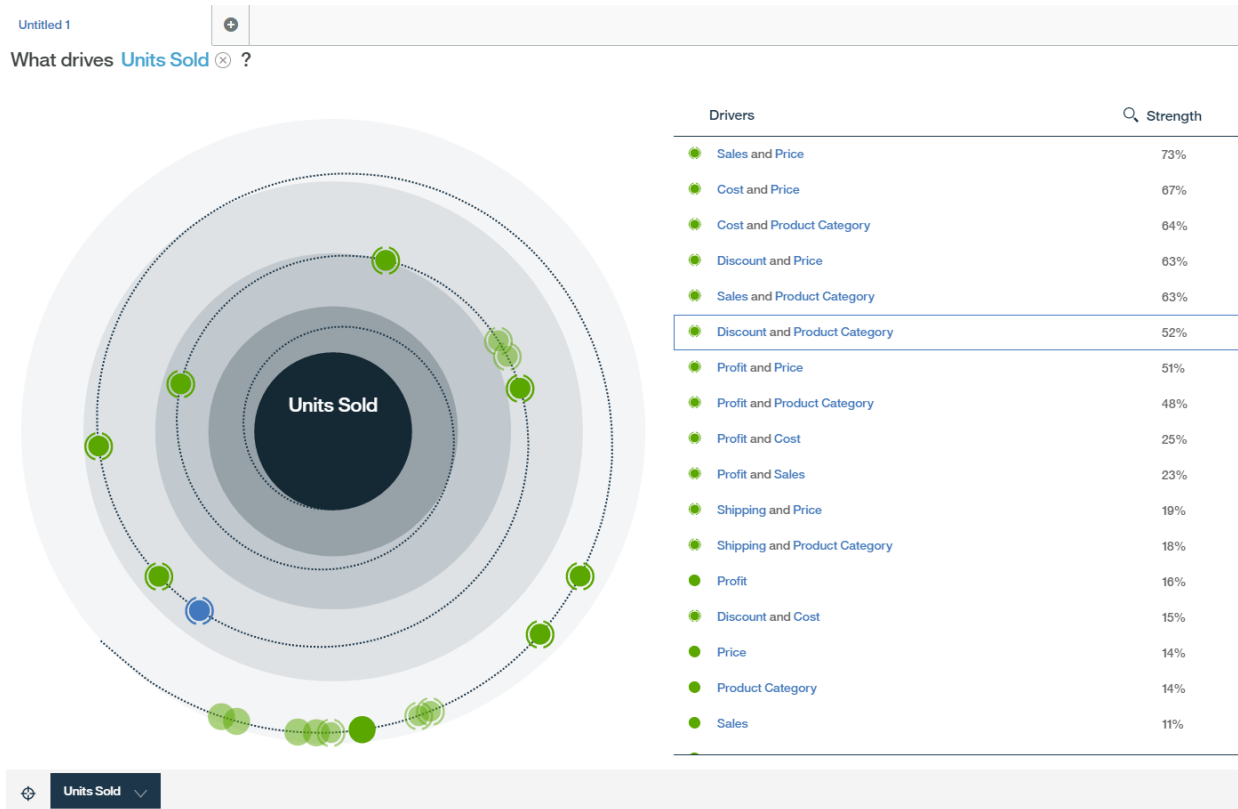 Untitled 1
What drives Units Sold ?
Drivers Strength
Sales and Price 73%
Cost and Price 67%
Cost and Product Category 64%
Discount and Price 63%
Sales and Product Category 63%
Discount and Product Category 52%
Profit and Price 51%
Profit and Product Category 48%
Profit and Cost 25%
Profit and Sales 23%
Shipping and Price 19%
Shipping and Product Category 18%
Profit 16%
Discount and Cost 15%
Price 14%
Product Category 14%
Sales 11%
Units Sold
Units Sold